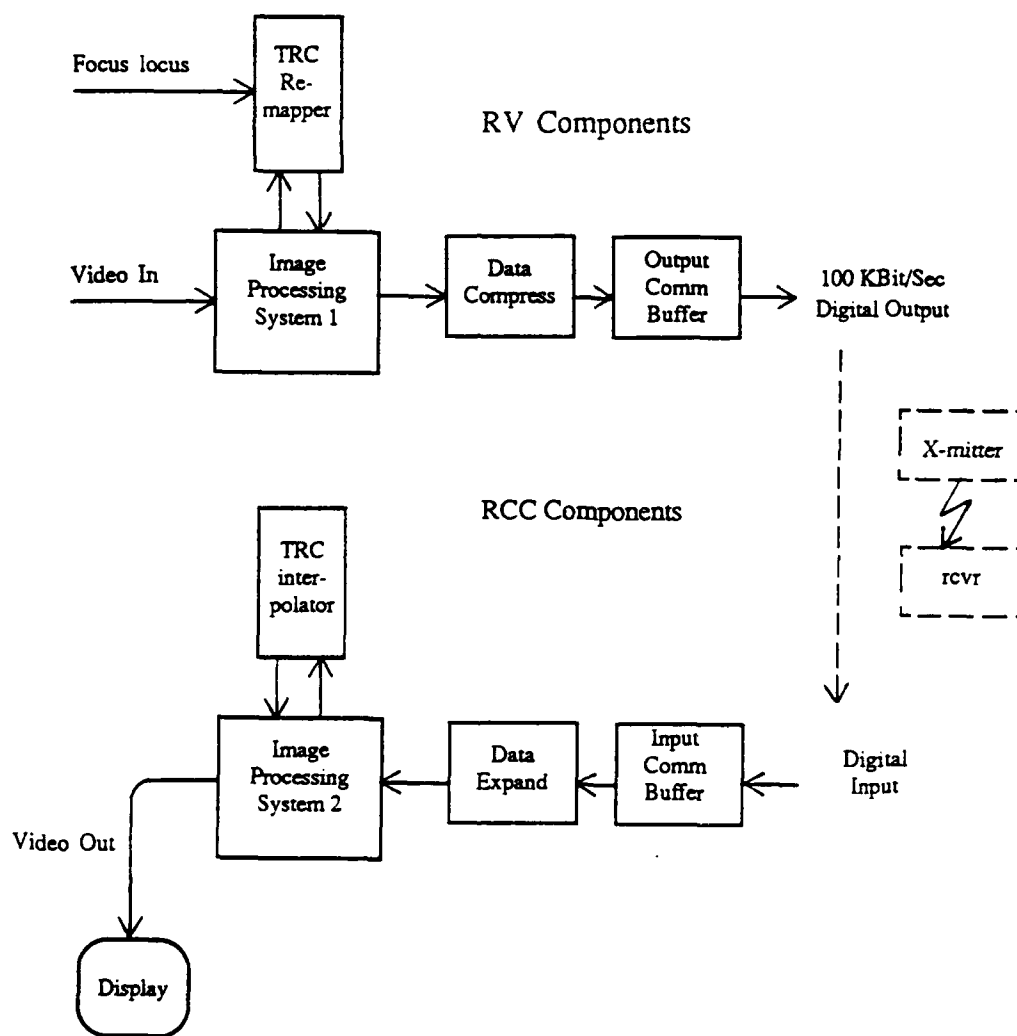 TRC
Re-
mapper
Focus locus
RV Components
Video In
Image
Processing
System 1
Data
Compress
Output
Comm
Buffer
100 KBit/Sec
Digital Output
X-mitter
rcvr
RCC Components
TRC
inter-
polator
Image
Processing
System 2
Data
Expand
Input
Comm
Buffer
Digital
Input
Video Out
Display